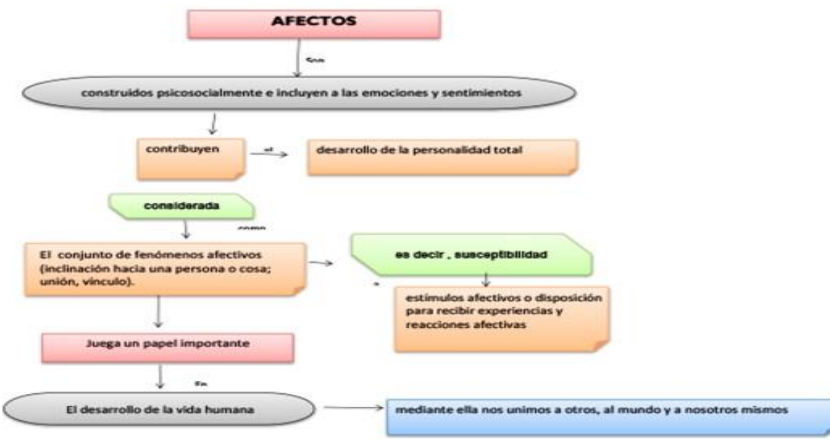 AFECTOS
Son
construidos psicosocialmente e incluyen a las emociones y sentimientos
contribuyen
al
desarrollo de la personalidad total
considerada
como
El conjunto de fenómenos afectivos
(inclinación hacia una persona o cosa;
unión, vínculo).
es decir , susceptibilidad
a
estímulos afectivos o disposición
para recibir experiencias y
reacciones afectivas
Juega un papel importante
En
El desarrollo de la vida humana
mediante ella nos unimos a otros, al mundo y a nosotros mismos